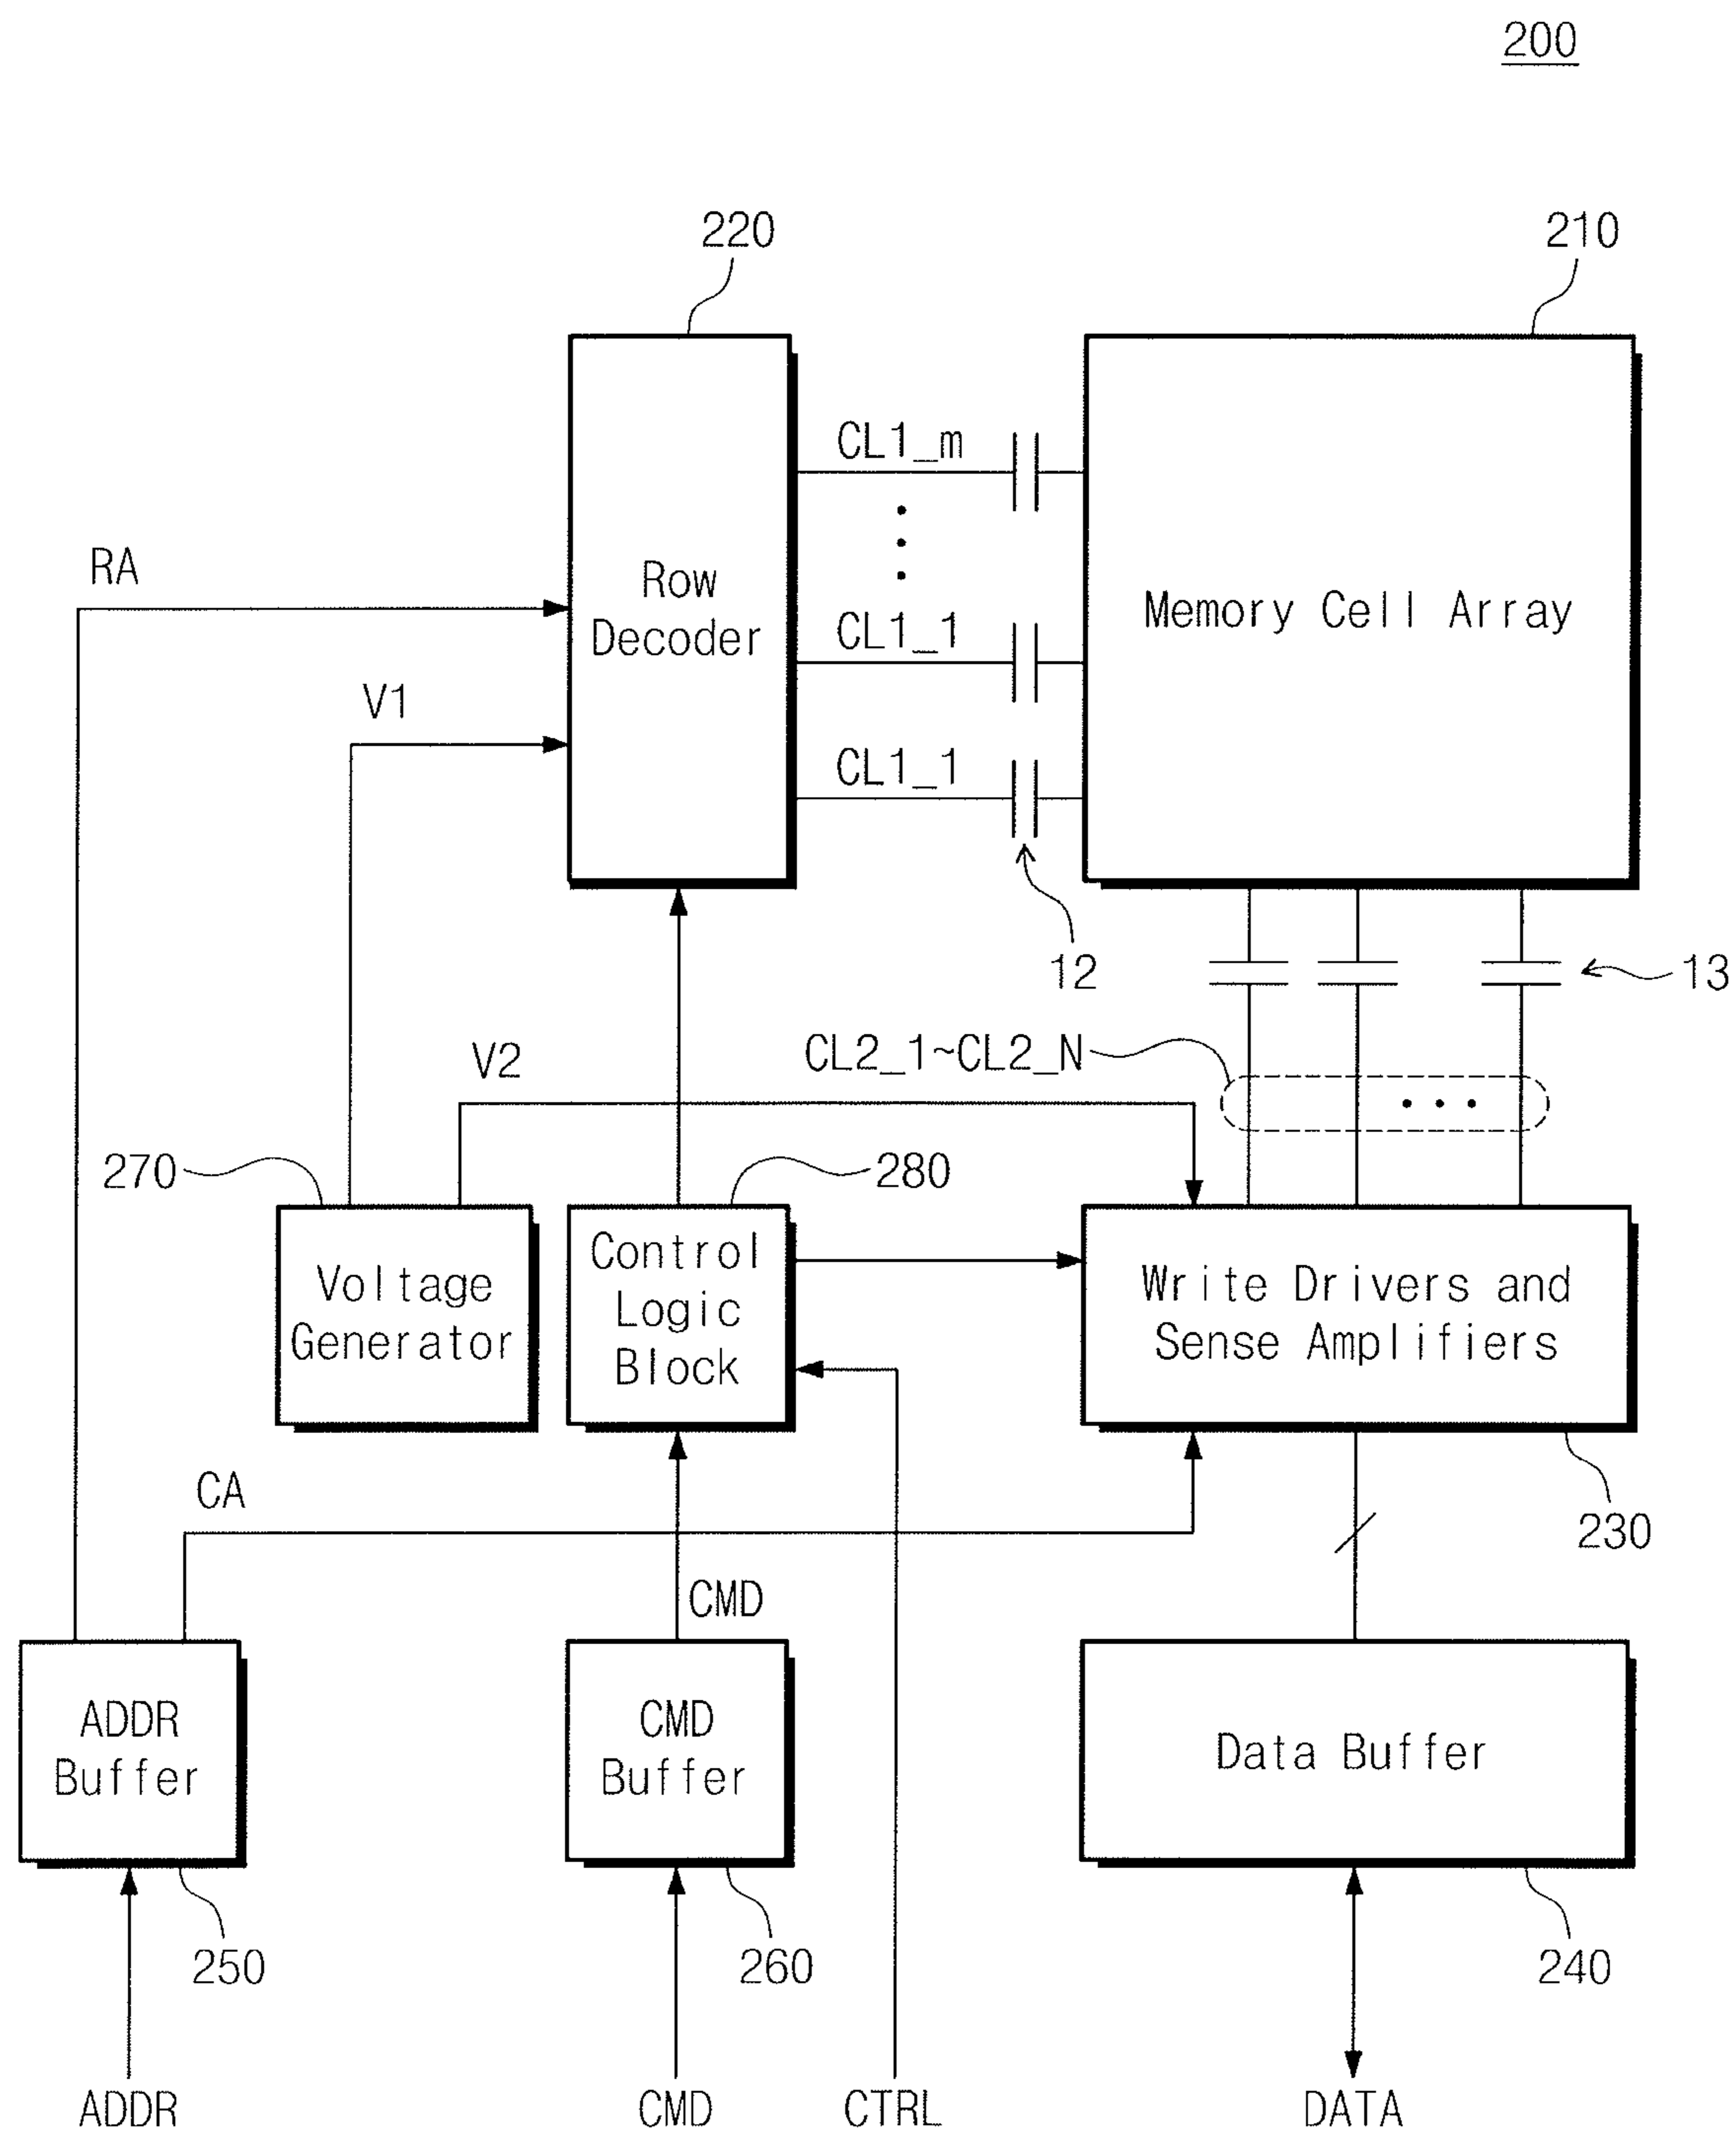 200
220
210
CL1_m
RA
Row
Decoder
Memory Cell Array
CL1_1
V1
CL1_1
12
13
V2
CL2_1~CL2_N
270
280
Voltage
Generator
Control
Logic
Block
Write Drivers and
Sense Amplifiers
CA
230
CMD
ADDR
Buffer
CMD
Buffer
Data Buffer
250
260
240
ADDR
CMD
CTRL
DATA